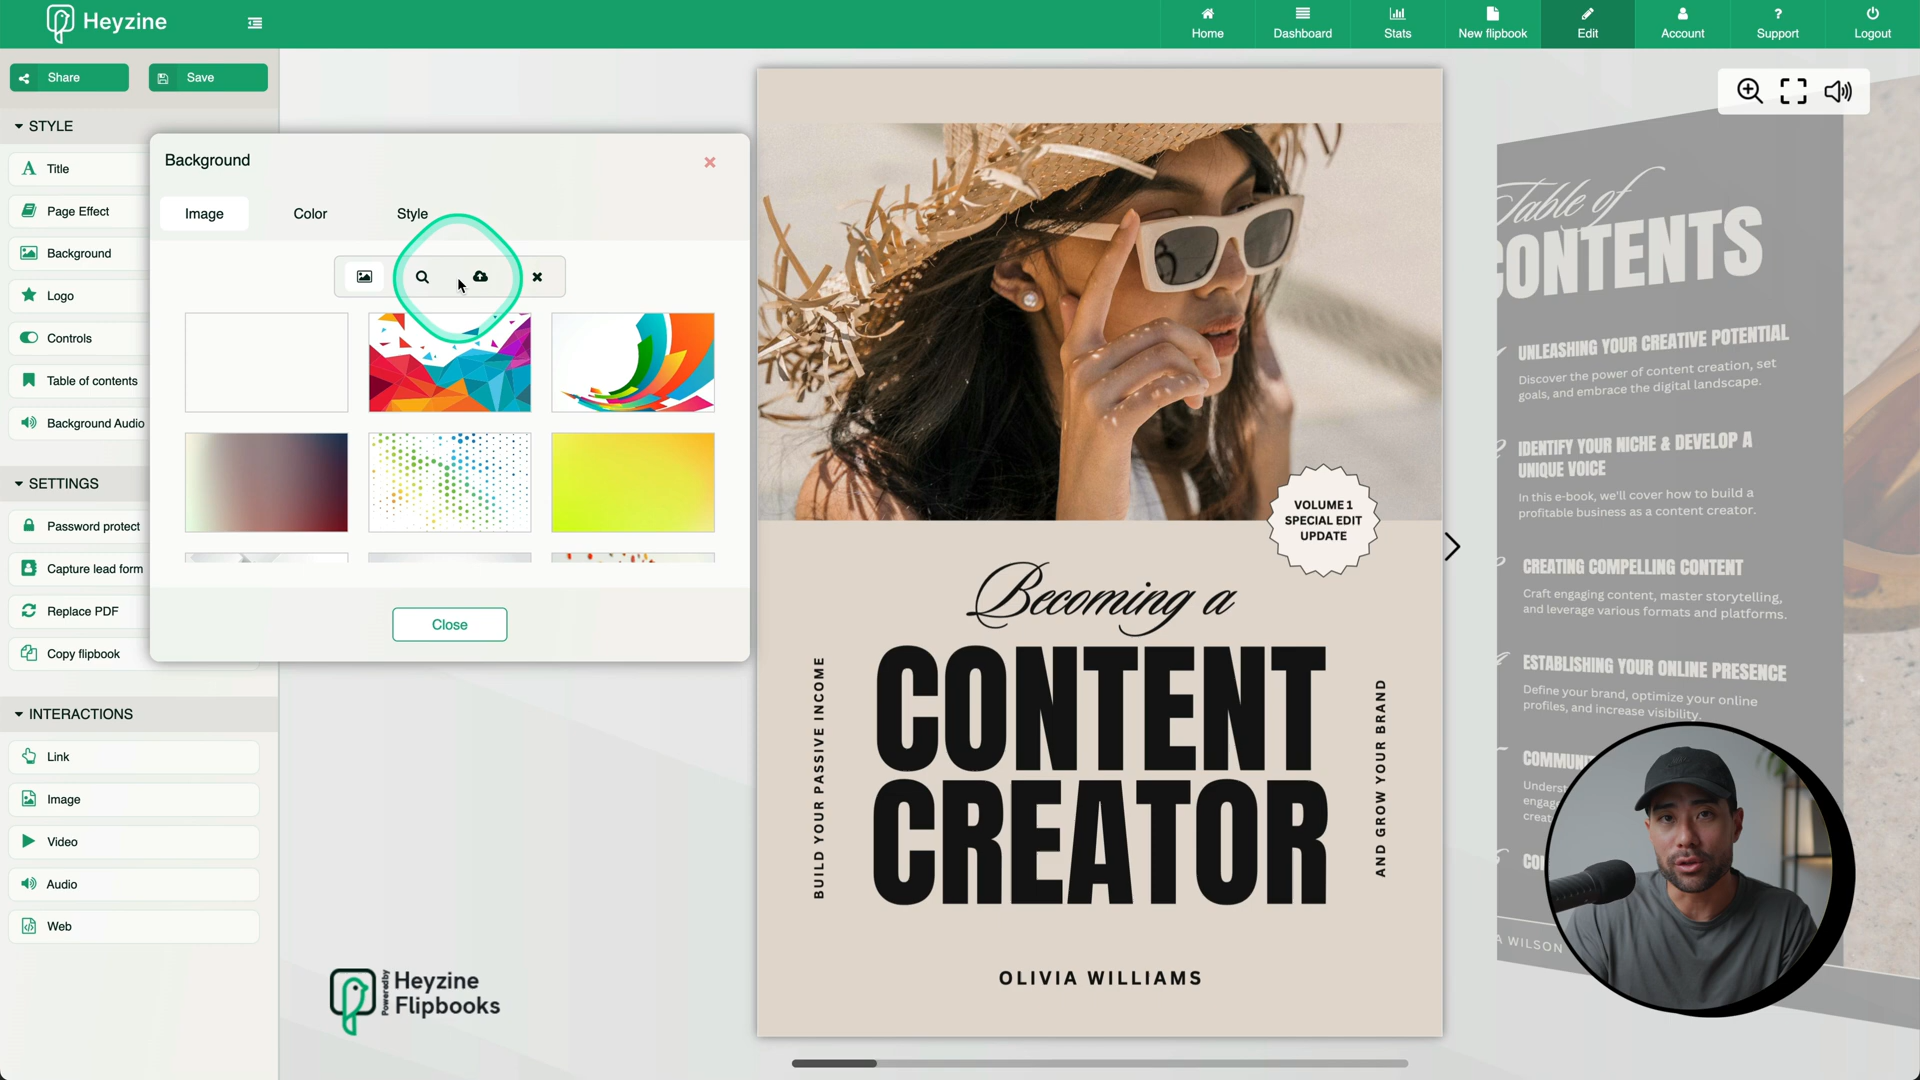 Heyzine
Home
Dashboard
Stats
New flipbook
Edit
Account
Support
Logout
Share
Save
STYLE
Title
Page Effect
Background
Logo
Controls
Table of contents
Background Audio
SETTINGS
Password protect
Capture lead form
Replace PDF
Copy flipbook
INTERACTIONS
Link
Image
Video
Audio
Web
Background
Image
Color
Style
Close
Powered by
Heyzine
Flipbooks
VOLUME 1
SPECIAL EDIT
UPDATE
Becoming a
CONTENT
CREATOR
BUILD YOUR PASSIVE INCOME
AND GROW YOUR BRAND
OLIVIA WILLIAMS
Table of
CONTENTS
UNLEASHING YOUR CREATIVE POTENTIAL
Discover the power of content creation, set
goals, and embrace the digital landscape.
IDENTIFY YOUR NICHE & DEVELOP A
UNIQUE VOICE
In this e-book, we'll cover how to build a
profitable business as a content creator.
CREATING COMPELLING CONTENT
Craft engaging content, master storytelling,
and leverage various formats and platforms.
ESTABLISHING YOUR ONLINE PRESENCE
Define your brand, optimize your online
profiles, and increase visibility.
WILSON